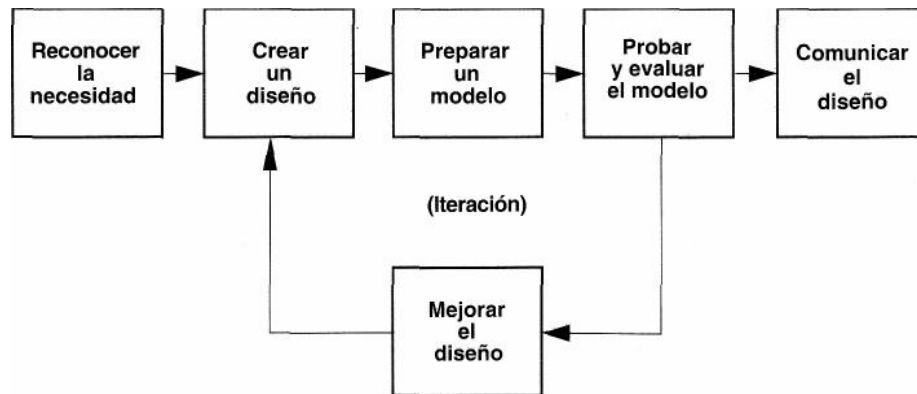 Reconocer
la
necesidad
Crear
un
diseño
Preparar
un
modelo
Probar
y evaluar
el modelo
Comunicar
el
diseño
(Iteración)
Mejorar
el
diseño